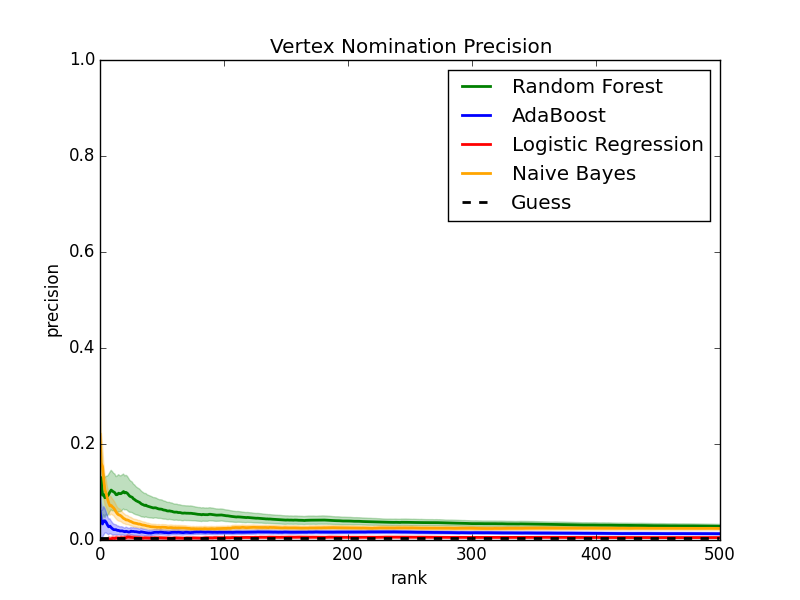 Vertex Nomination Precision
1.0
0.8
0.6
0.4
0.2
0.0
precision
Random Forest
AdaBoost
Logistic Regression
Naive Bayes
Guess
0 100 200 300 400 500
rank